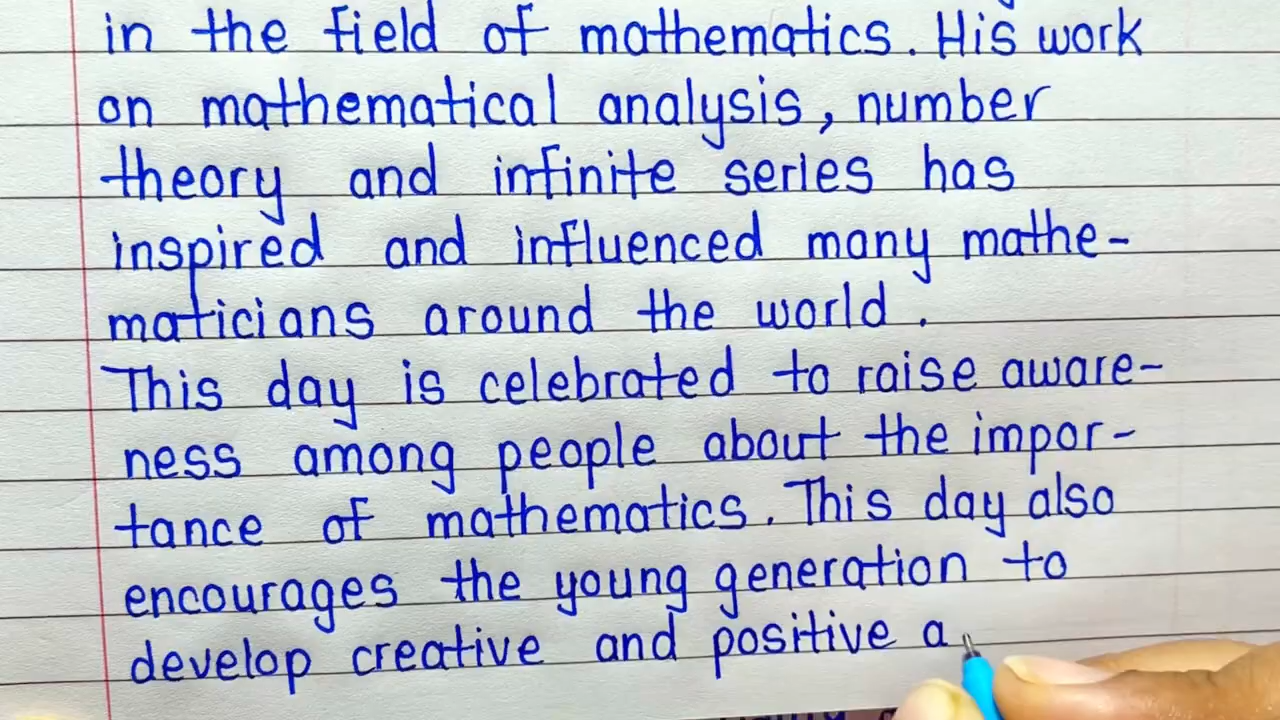 in the field of mathematics. His work
on mathematical analysis, number
theory and infinite series has
inspired and influenced many mathe-
maticians around the world.
This day is celebrated to raise aware-
ness among people about the impor-
tance of mathematics. This day also
encourages the young generation to
develop creative and positive a